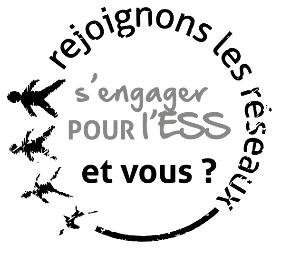 rejoignons les réseaux
s'engager
POUR l'ESS
et vous ?